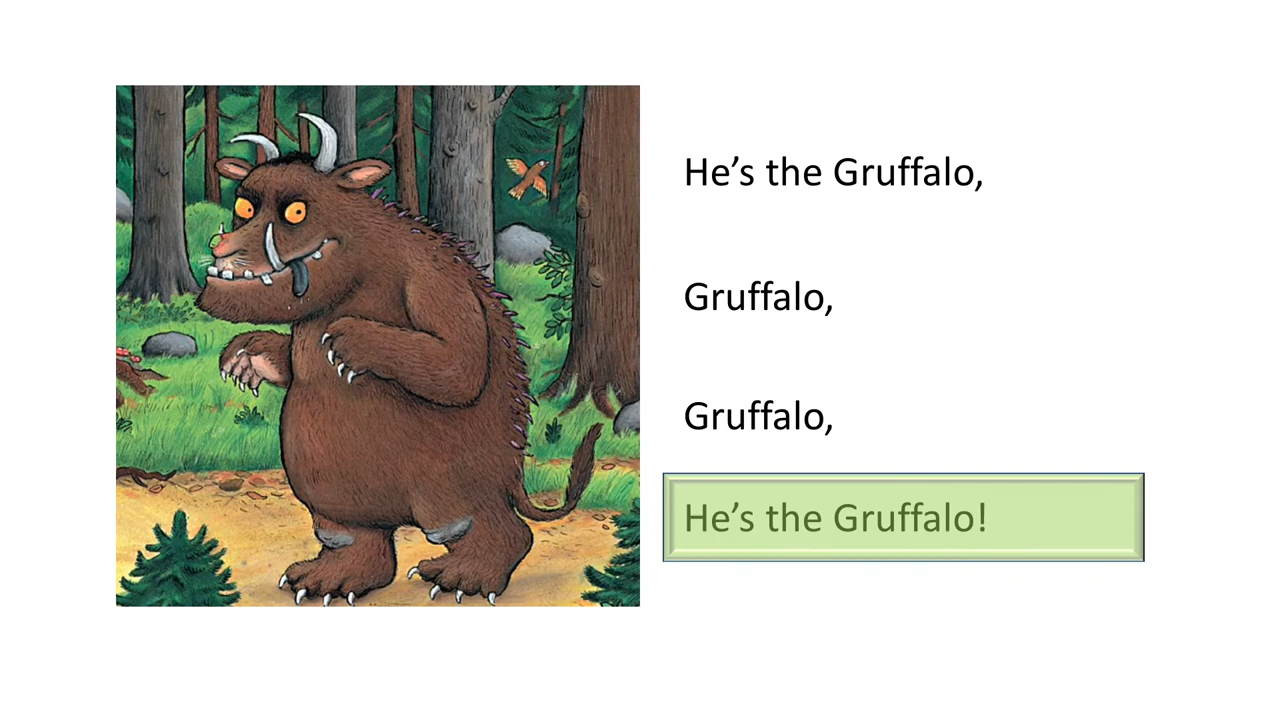 He’s the Gruffalo,
Gruffalo,
Gruffalo,
He’s the Gruffalo!